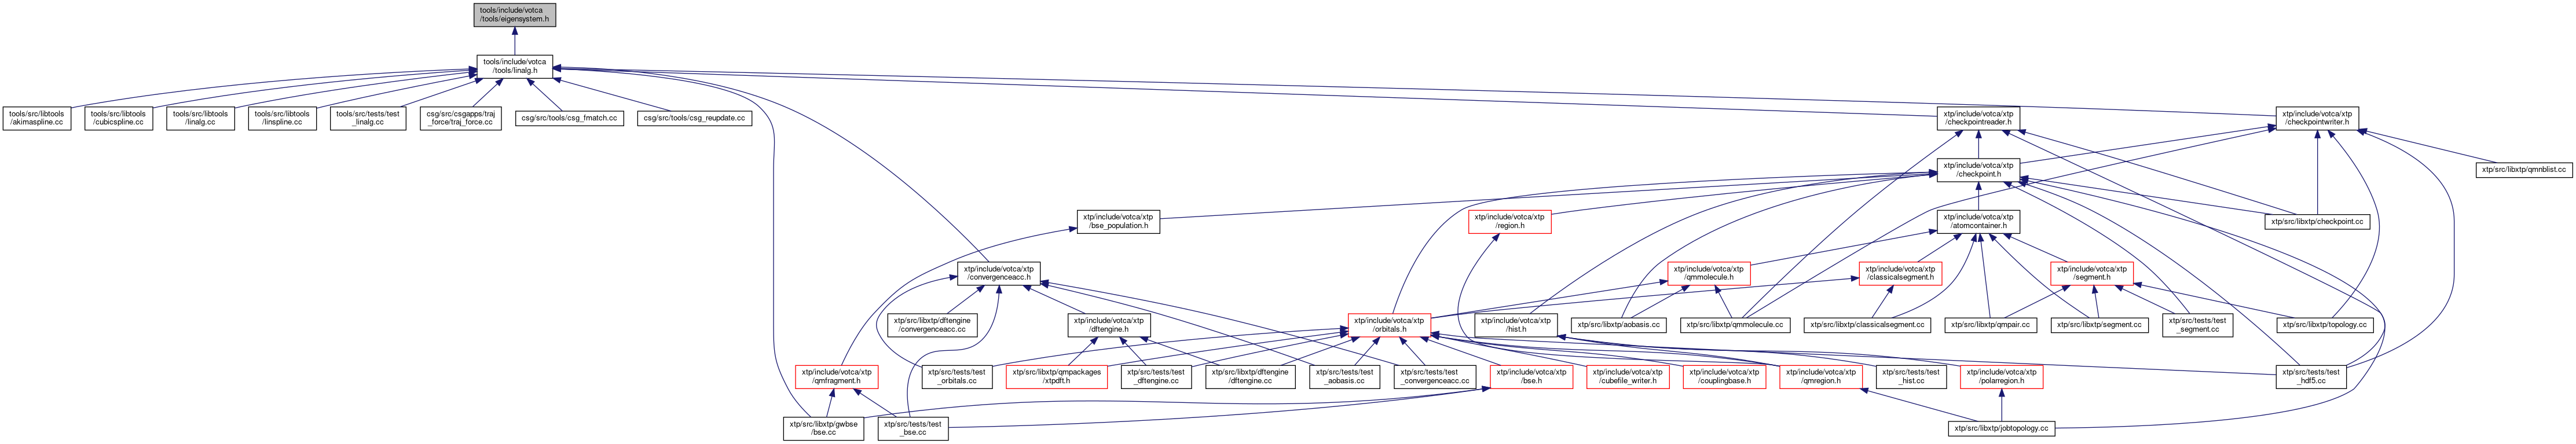 tools/include/votca
/tools/eigensystem.h
tools/include/votca
/tools/linalg.h
tools/src/libtools
/akimaspline.cc
tools/src/libtools
/cubicspline.cc
tools/src/libtools
/linalg.cc
tools/src/libtools
/linspline.cc
tools/src/tests/test
_linalg.cc
csg/src/csgapps/traj
_force/traj_force.cc
csg/src/tools/csg_fmatch.cc
csg/src/tools/csg_reupdate.cc
xtp/include/votca/xtp
/checkpointreader.h
xtp/include/votca/xtp
/checkpointwriter.h
xtp/include/votca/xtp
/checkpoint.h
xtp/src/libxtp/qmnblist.cc
xtp/include/votca/xtp
/bse_population.h
xtp/include/votca/xtp
/region.h
xtp/include/votca/xtp
/atomcontainer.h
xtp/src/libxtp/checkpoint.cc
xtp/include/votca/xtp
/convergenceacc.h
xtp/include/votca/xtp
/qmmolecule.h
xtp/include/votca/xtp
/classicalsegment.h
xtp/include/votca/xtp
/segment.h
xtp/src/libxtp/dftengine
/convergenceacc.cc
xtp/include/votca/xtp
/dftengine.h
xtp/include/votca/xtp
/orbitals.h
xtp/include/votca/xtp
/hist.h
xtp/src/libxtp/aobasis.cc
xtp/src/libxtp/qmmolecule.cc
xtp/src/libxtp/classicalsegment.cc
xtp/src/libxtp/qmpair.cc
xtp/src/libxtp/segment.cc
xtp/src/tests/test
_segment.cc
xtp/src/libxtp/topology.cc
xtp/include/votca/xtp
/qmfragment.h
xtp/src/tests/test
_orbitals.cc
xtp/src/libxtp/qmpackages
/xtpdft.h
xtp/src/tests/test
_dftengine.cc
xtp/src/libxtp/dftengine
/dftengine.cc
xtp/src/tests/test
_aobasis.cc
xtp/src/tests/test
_convergenceacc.cc
xtp/include/votca/xtp
/bse.h
xtp/include/votca/xtp
/cubefile_writer.h
xtp/include/votca/xtp
/couplingbase.h
xtp/include/votca/xtp
/qmregion.h
xtp/src/tests/test
_hist.cc
xtp/include/votca/xtp
/polarregion.h
xtp/src/tests/test
_hdf5.cc
xtp/src/libxtp/gwbse
/bse.cc
xtp/src/tests/test
_bse.cc
xtp/src/libxtp/jobtopology.cc